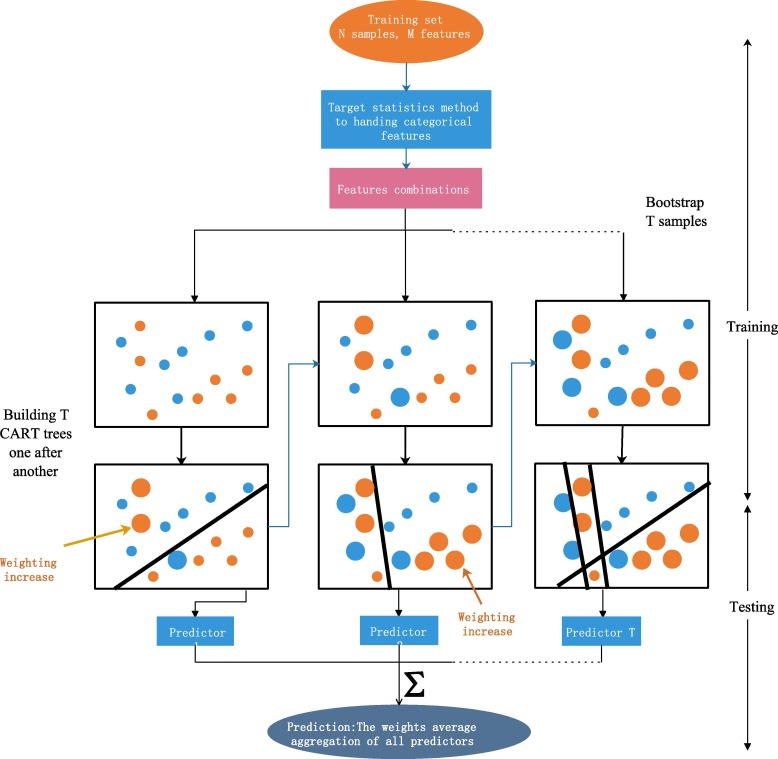 Training set
N samples, M features
Target statistics method
to handing categorical
features
Features combinations
Bootstrap
T samples
Training
Building T
CART trees
one after
another
Weighting
increase
Weighting
increase
Testing
Predictor
Predictor
Predictor T
Σ
Prediction:The weights average
aggregation of all predictors